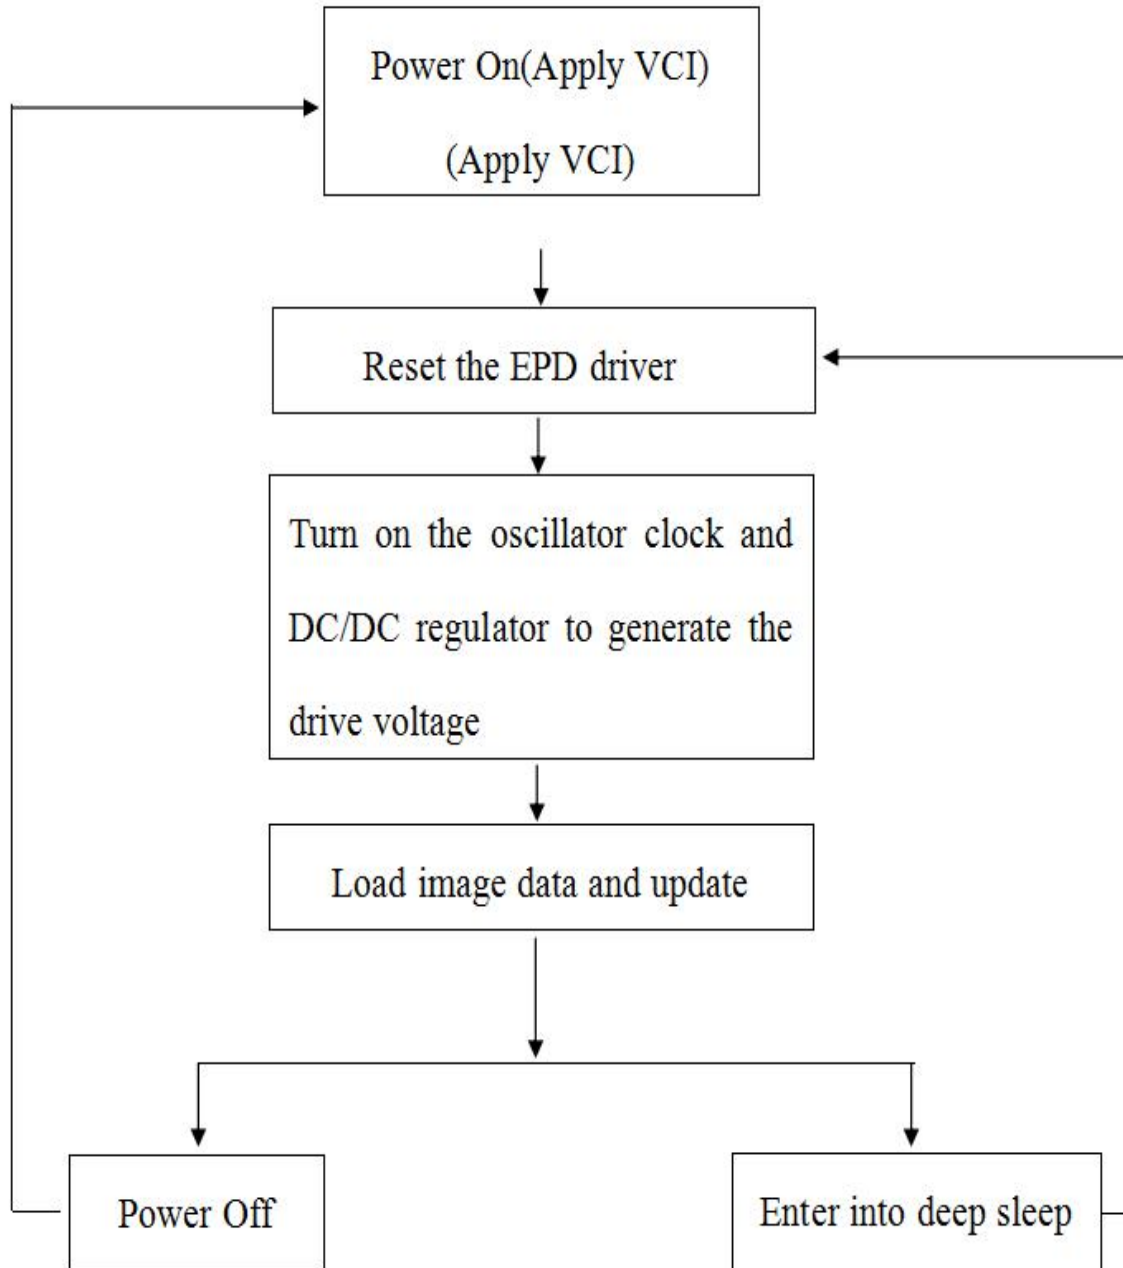 Power On(Apply VCI)
(Apply VCI)
Reset the EPD driver
Turn on the oscillator clock and
DC/DC regulator to generate the
drive voltage
Load image data and update
Power Off
Enter into deep sleep